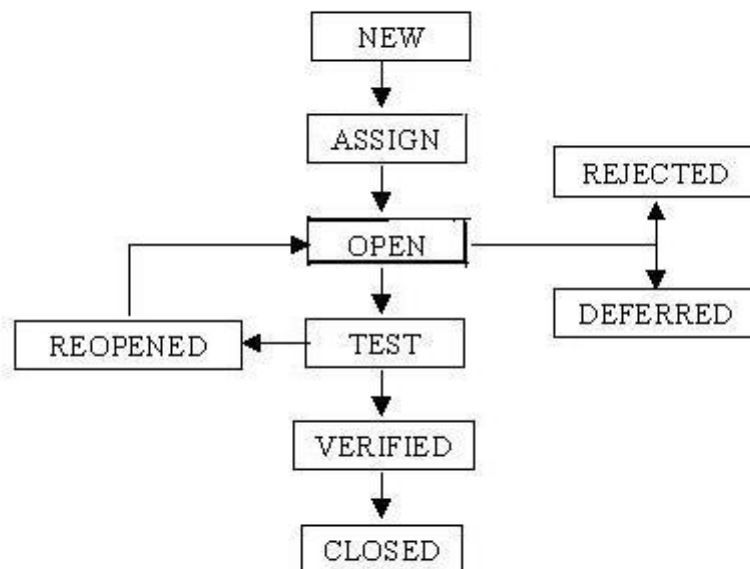 NEW
ASSIGN
REJECTED
OPEN
DEFERRED
REOPENED
TEST
VERIFIED
CLOSED